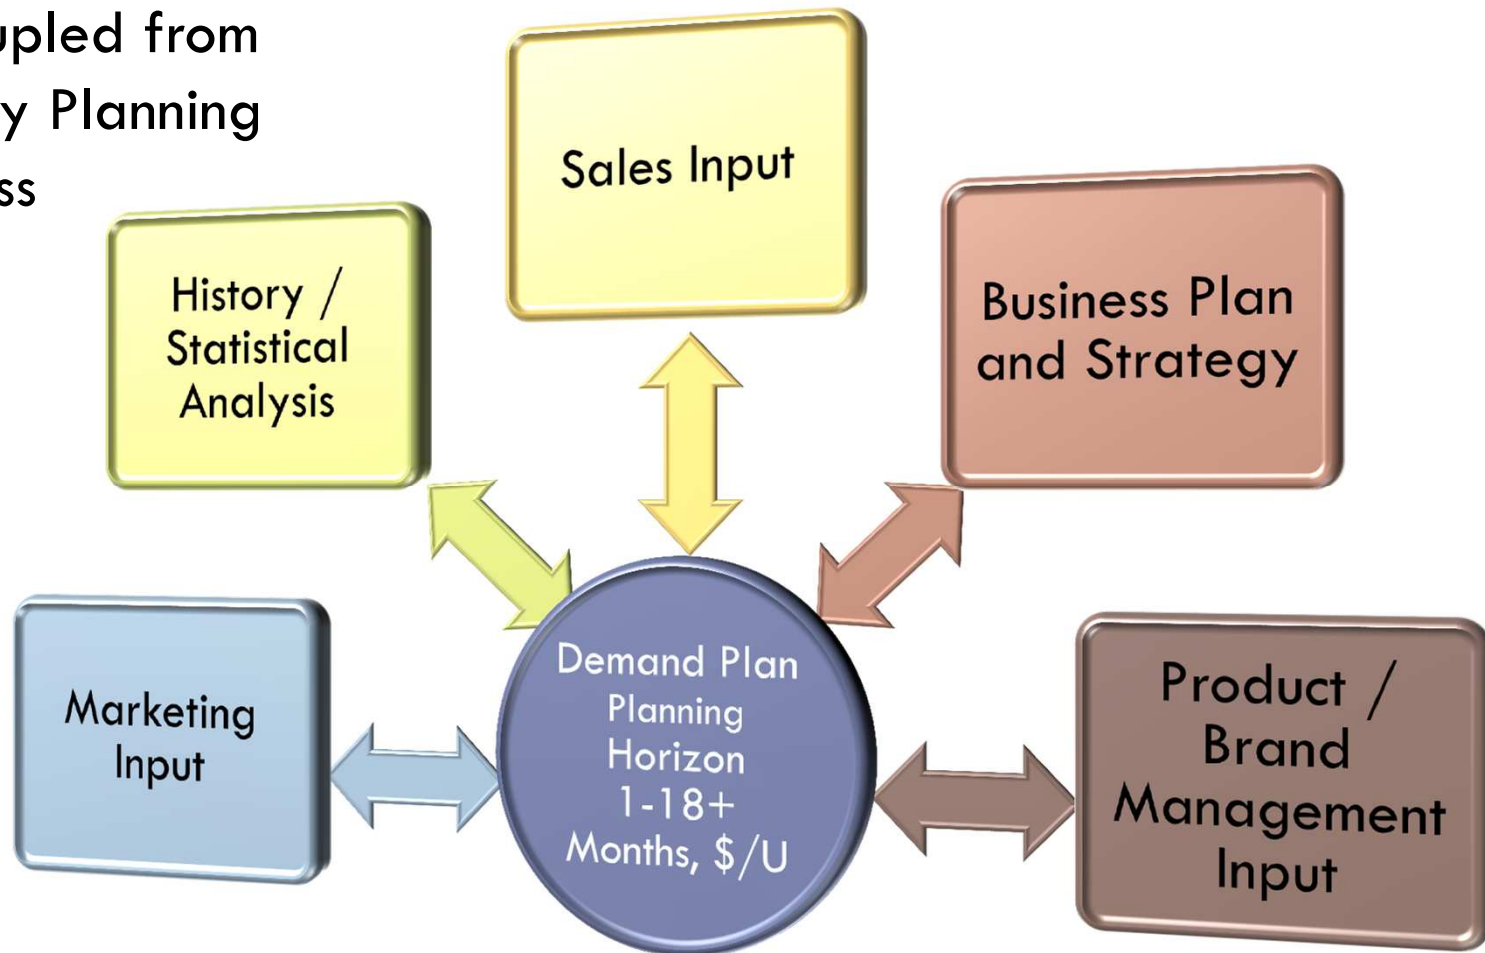 upled from
y Planning
ss
Sales Input
History /
Statistical
Analysis
Business Plan
and Strategy
Marketing
Input
Demand Plan
Planning
Horizon
1-18+
Months, $/U
Product /
Brand
Management
Input